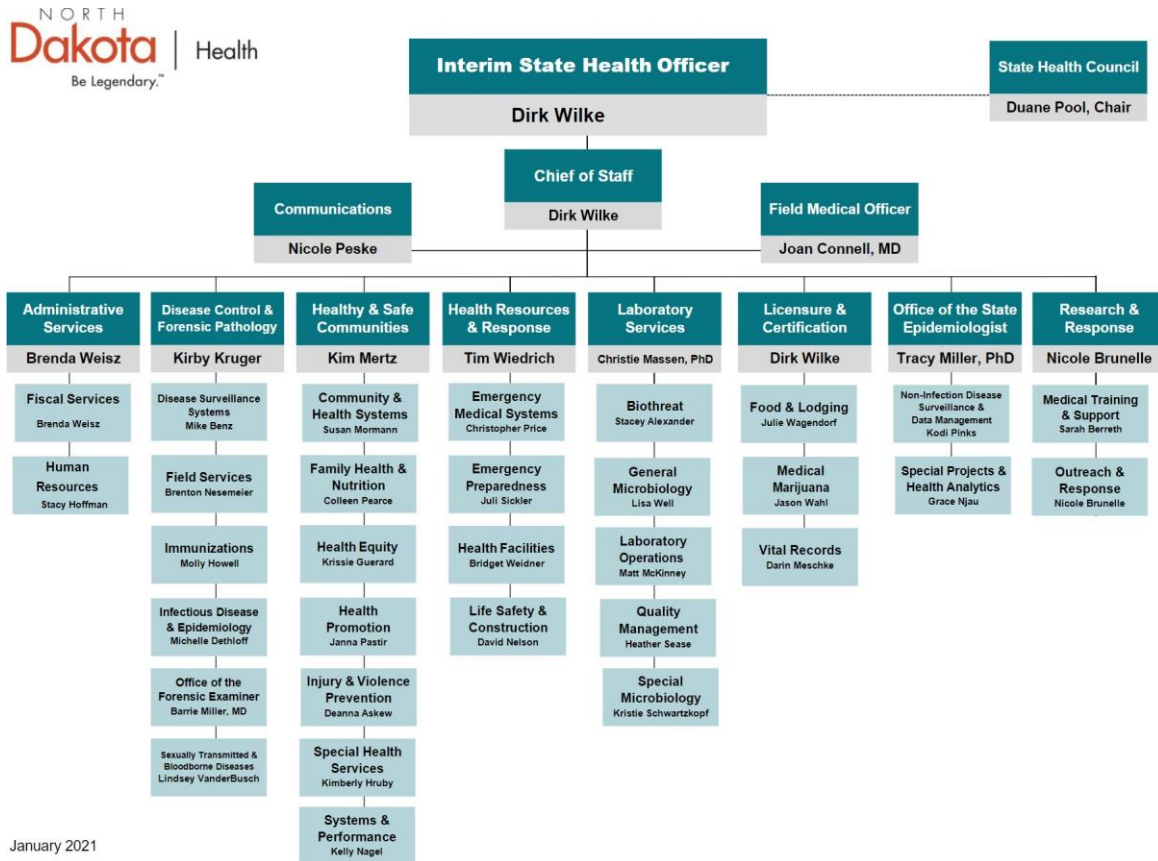 NORTH
Dakota | Health
Be Legendary.™
Interim State Health Officer
Dirk Wilke
State Health Council
Duane Pool, Chair
Chief of Staff
Dirk Wilke
Communications
Nicole Peske
Field Medical Officer
Joan Connell, MD
Administrative
Services
Brenda Weisz
Fiscal Services
Brenda Weisz
Human
Resources
Stacy Hoffman
Disease Control &
Forensic Pathology
Kirby Kruger
Disease Surveillance
Systems
Mike Benz
Field Services
Brenton Nesemeier
Immunizations
Molly Howell
Infectious Disease
& Epidemiology
Michelle Dethloff
Office of the
Forensic Examiner
Barrie Miller, MD
Sexually Transmitted &
Bloodborne Diseases
Lindsey VanderBusch
Healthy & Safe
Communities
Kim Mertz
Community
& Health Systems
Susan Mormann
Family Health &
Nutrition
Colleen Pearce
Health Equity
Krissie Guerard
Health
Promotion
Janna Pastir
Injury & Violence
Prevention
Deanna Askew
Special Health
Services
Kimberly Hruby
Systems &
Performance
Kelly Nagel
Health Resources
& Response
Tim Wiedrich
Emergency
Medical Systems
Christopher Price
Emergency
Preparedness
Juli Sickler
Health Facilities
Bridget Weidner
Life Safety &
Construction
David Nelson
Laboratory
Services
Christie Massen, PhD
Biothreat
Stacey Alexander
General
Microbiology
Lisa Well
Laboratory
Operations
Matt McKinney
Quality
Management
Heather Sease
Special
Microbiology
Kristie Schwartzkopf
Licensure &
Certification
Dirk Wilke
Food & Lodging
Julie Wagendorf
Medical
Marijuana
Jason Wahl
Vital Records
Darin Meschke
Office of the State
Epidemiologist
Tracy Miller, PhD
Non-Infection Disease
Surveillance &
Data Management
Kodi Pinks
Special Projects &
Health Analytics
Grace Njau
Research &
Response
Nicole Brunelle
Medical Training
& Support
Sarah Berreth
Outreach &
Response
Nicole Brunelle
January 2021